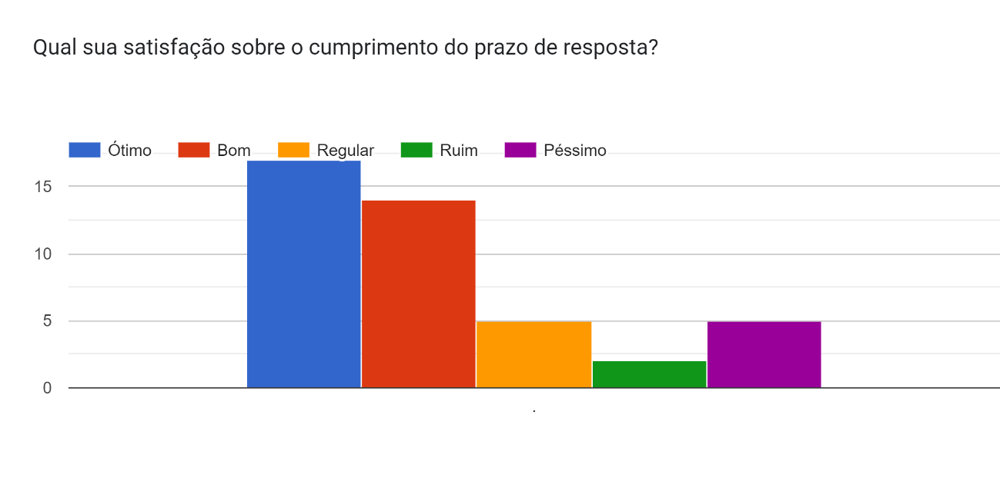 Qual sua satisfação sobre o cumprimento do prazo de resposta?
Ótimo Bom Regular Ruim Péssimo
15
10
5
0
.